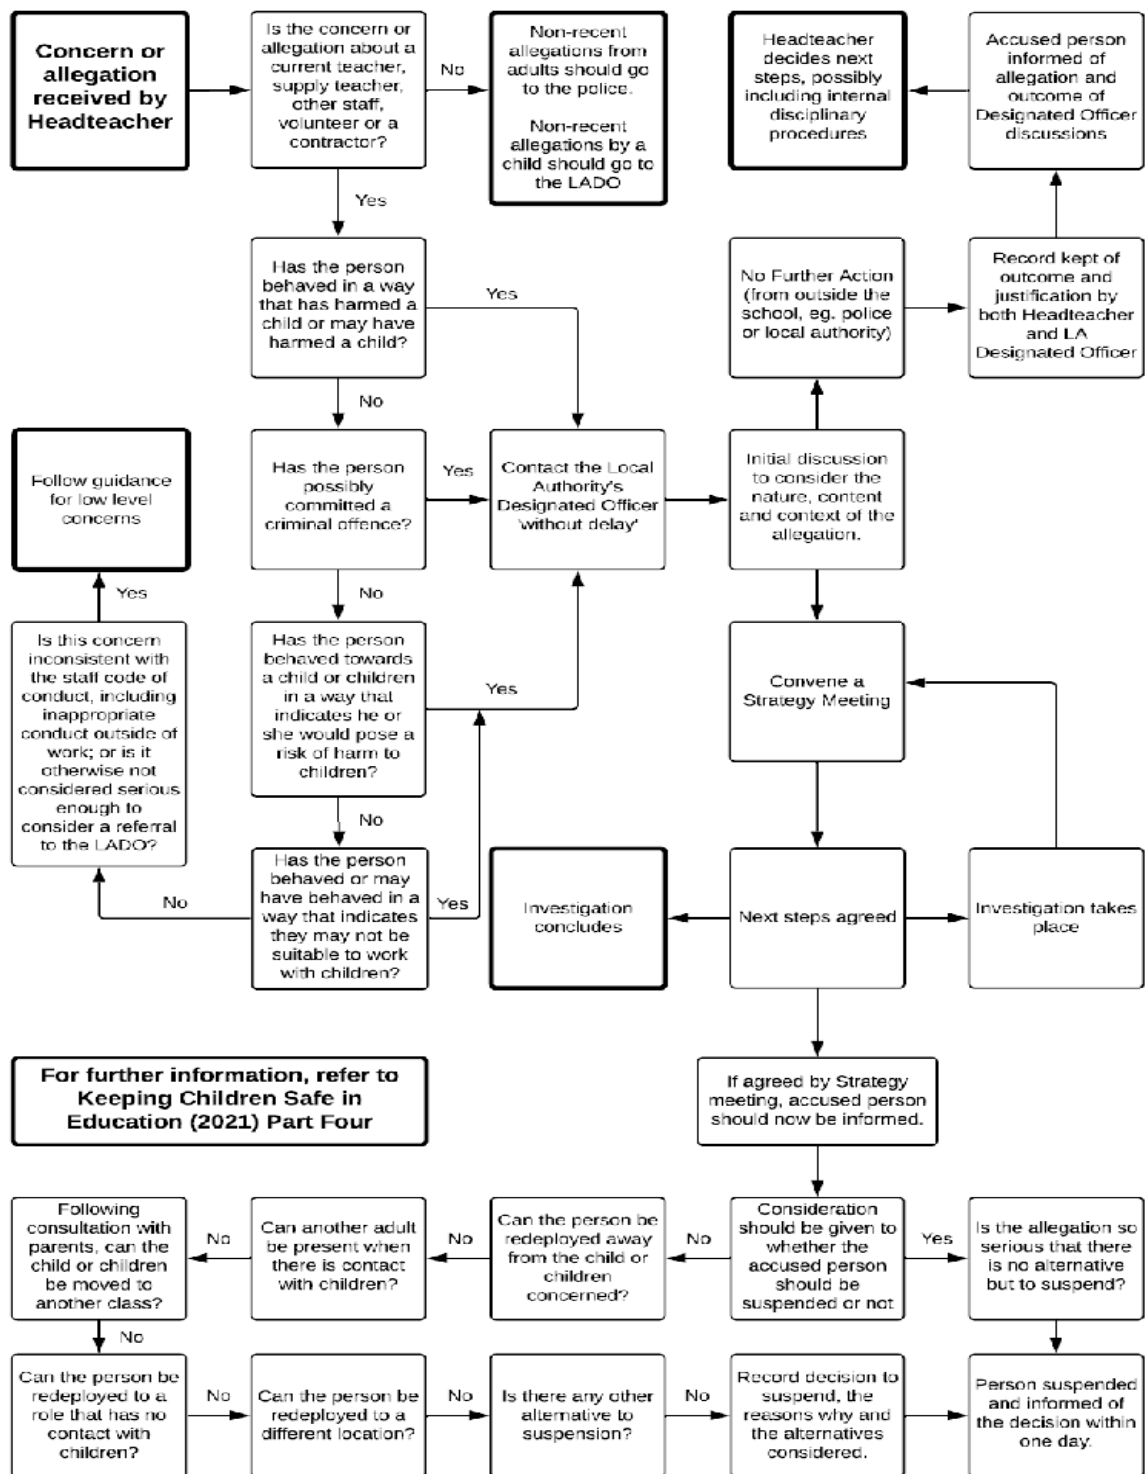 Concern or
allegation
received by
Headteacher
Is the concern or
allegation about a
current teacher,
supply teacher,
other staff,
volunteer or a
contractor?
No
Non-recent
allegations from
adults should go
to the police.
Non-recent
allegations by a
child should go to
the LADO
Headteacher
decides next
steps, possibly
including internal
disciplinary
procedures
Accused person
informed of
allegation and
outcome of
Designated Officer
discussions
Yes
Has the person
behaved in a way
that has harmed a
child or may have
harmed a child?
Yes
No Further Action
(from outside the
school, eg. police
or local authority)
Record kept of
outcome and
justification by
both Headteacher
and LA
Designated Officer
No
Follow guidance
for low level
concerns
Has the person
possibly
committed a
criminal offence?
Yes
Contact the Local
Authority's
Designated Officer
'without delay'
Initial discussion
to consider the
nature, content
and context of the
allegation.
Yes
No
Is this concern
inconsistent with
the staff code of
conduct, including
inappropriate
conduct outside of
work; or is it
otherwise not
considered serious
enough to
consider a referral
to the LADO?
Has the person
behaved towards
a child or children
in a way that
indicates he or
she would pose a
risk of harm to
children?
Yes
Convene a
Strategy Meeting
No
No
Has the person
behaved or may
have behaved in a
way that indicates
they may not be
suitable to work
with children?
Yes
Investigation
concludes
Next steps agreed
Investigation takes
place
For further information, refer to
Keeping Children Safe in
Education (2021) Part Four
If agreed by Strategy
meeting, accused person
should now be informed.
Following
consultation with
parents, can the
child or children
be moved to
another class?
No
Can another adult
be present when
there is contact
with children?
No
Can the person be
redeployed away
from the child or
children
concerned?
No
Consideration
should be given to
whether the
accused person
should be
suspended or not
Yes
Is the allegation so
serious that there
is no alternative
but to suspend?
No
Can the person be
redeployed to a
role that has no
contact with
children?
No
Can the person be
redeployed to a
different location?
No
Is there any other
alternative to
suspension?
No
Record decision to
suspend, the
reasons why and
the alternatives
considered.
Person suspended
and informed of
the decision within
one day.